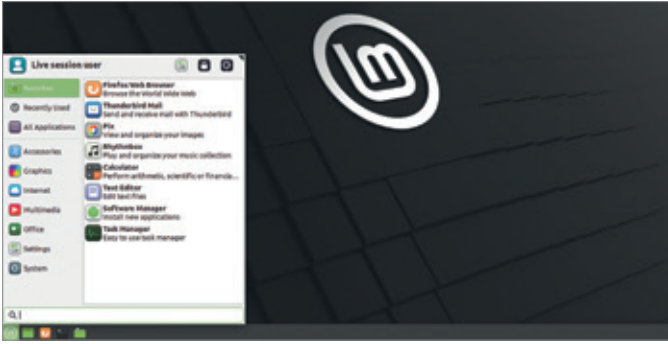 Live session user
Favorites
Recently Used
All Applications
Accessories
Graphics
Internet
Multimedia
Office
Settings
System
Firefox Web Browser
Browse the World Wide Web
Thunderbird Mail
Send and receive mail with Thunderbird
Pix
View and organize your images
Rhythmbox
Play and organize your music collection
Calculator
Perform arithmetic, scientific or financia...
Text Editor
Edit text files
Software Manager
Install new applications
Task Manager
Easy to use task manager